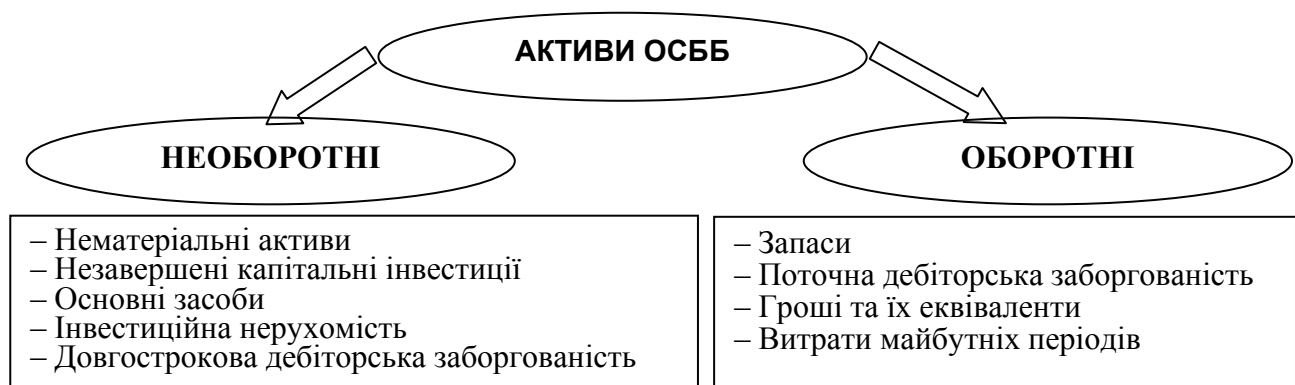 АКТИВИ ОСББ
НЕОБОРОТНІ
ОБОРОТНІ
– Нематеріальні активи
– Незавершені капітальні інвестиції
– Основні засоби
– Інвестиційна нерухомість
– Довгострокова дебіторська заборгованість
– Запаси
– Поточна дебіторська заборгованість
– Гроші та їх еквіваленти
– Витрати майбутніх періодів